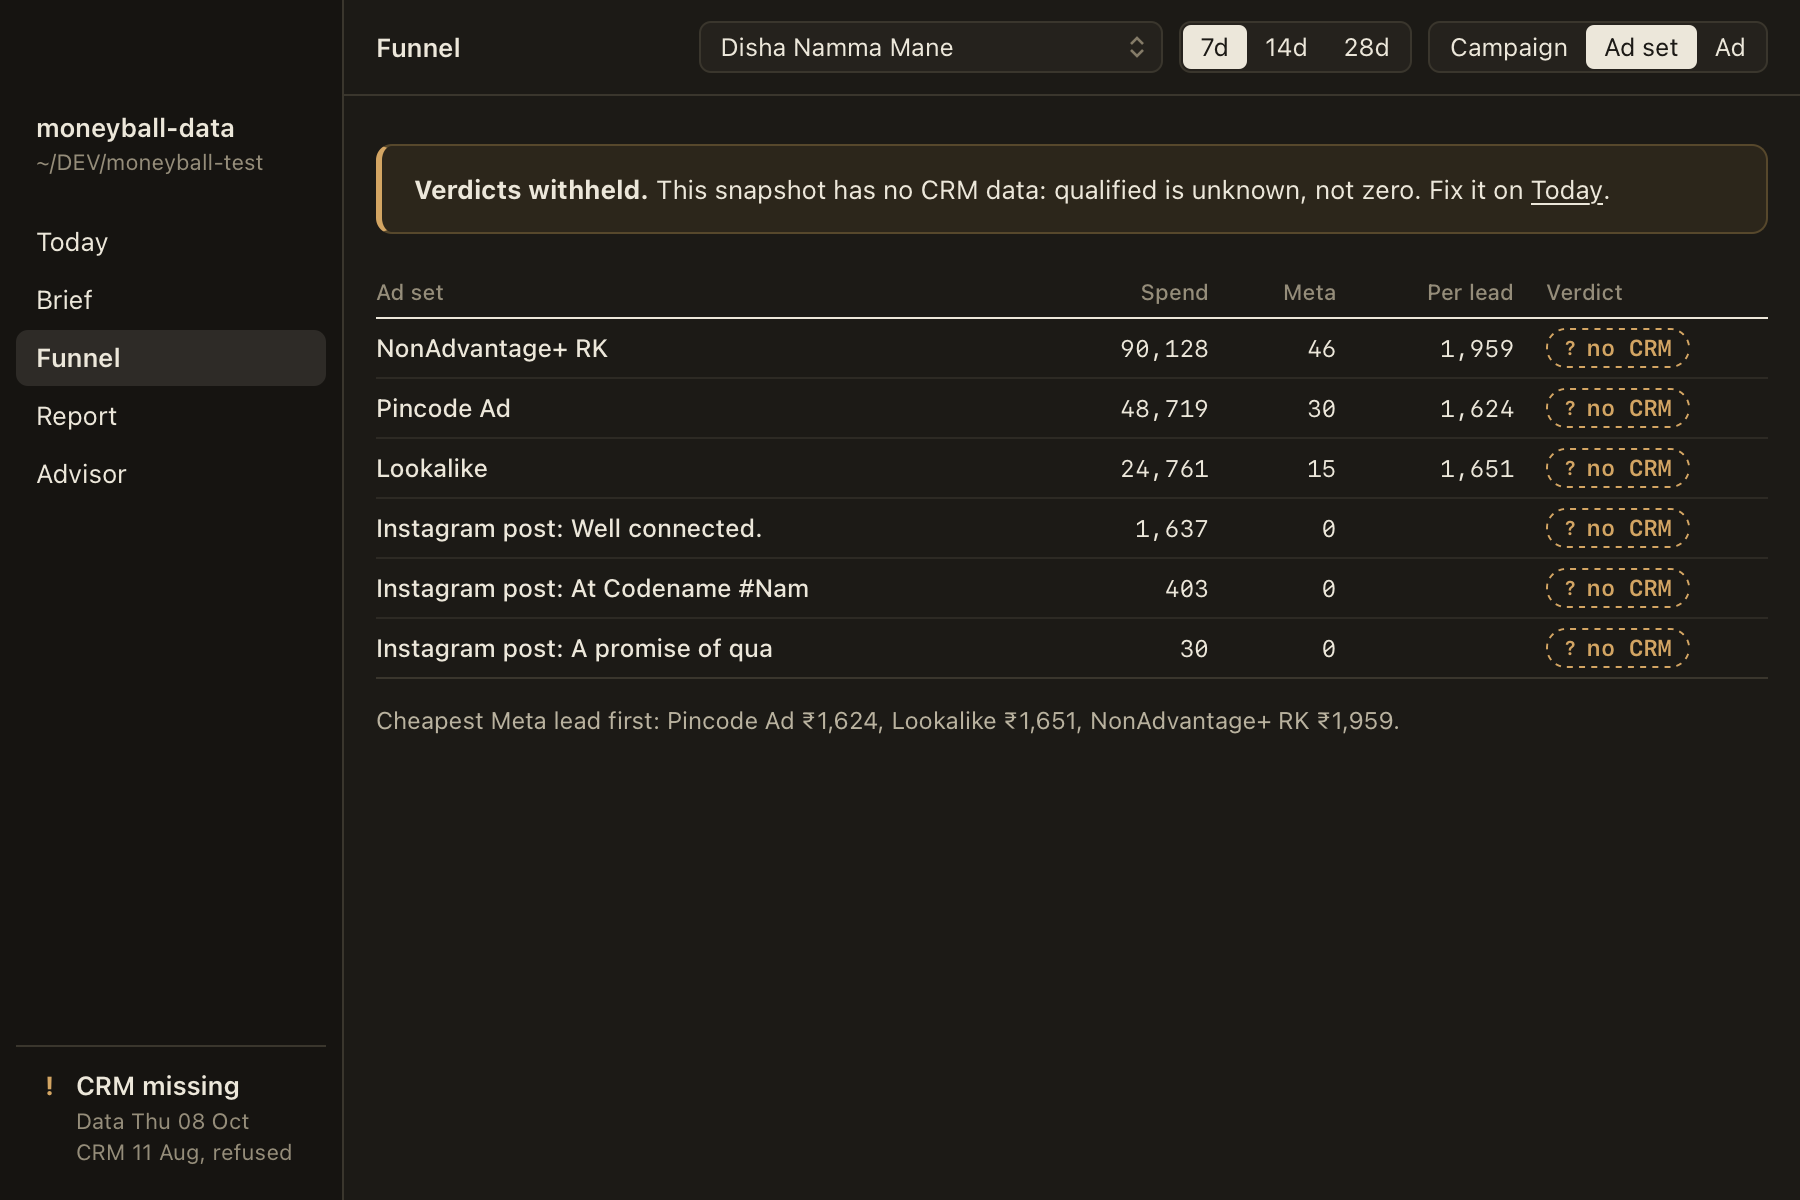 moneyball-data
~/DEV/moneyball-test
Today
Brief
Funnel
Report
Advisor
! CRM missing
Data Thu 08 Oct
CRM 11 Aug, refused
Funnel Disha Namma Mane 7d 14d 28d Campaign Ad set Ad
Verdicts withheld. This snapshot has no CRM data: qualified is unknown, not zero. Fix it on Today.
Ad set Spend Meta Per lead Verdict
NonAdvantage+ RK 90,128 46 1,959 ? no CRM
Pincode Ad 48,719 30 1,624 ? no CRM
Lookalike 24,761 15 1,651 ? no CRM
Instagram post: Well connected. 1,637 0 ? no CRM
Instagram post: At Codename #Nam 403 0 ? no CRM
Instagram post: A promise of qua 30 0 ? no CRM
Cheapest Meta lead first: Pincode Ad ₹1,624, Lookalike ₹1,651, NonAdvantage+ RK ₹1,959.